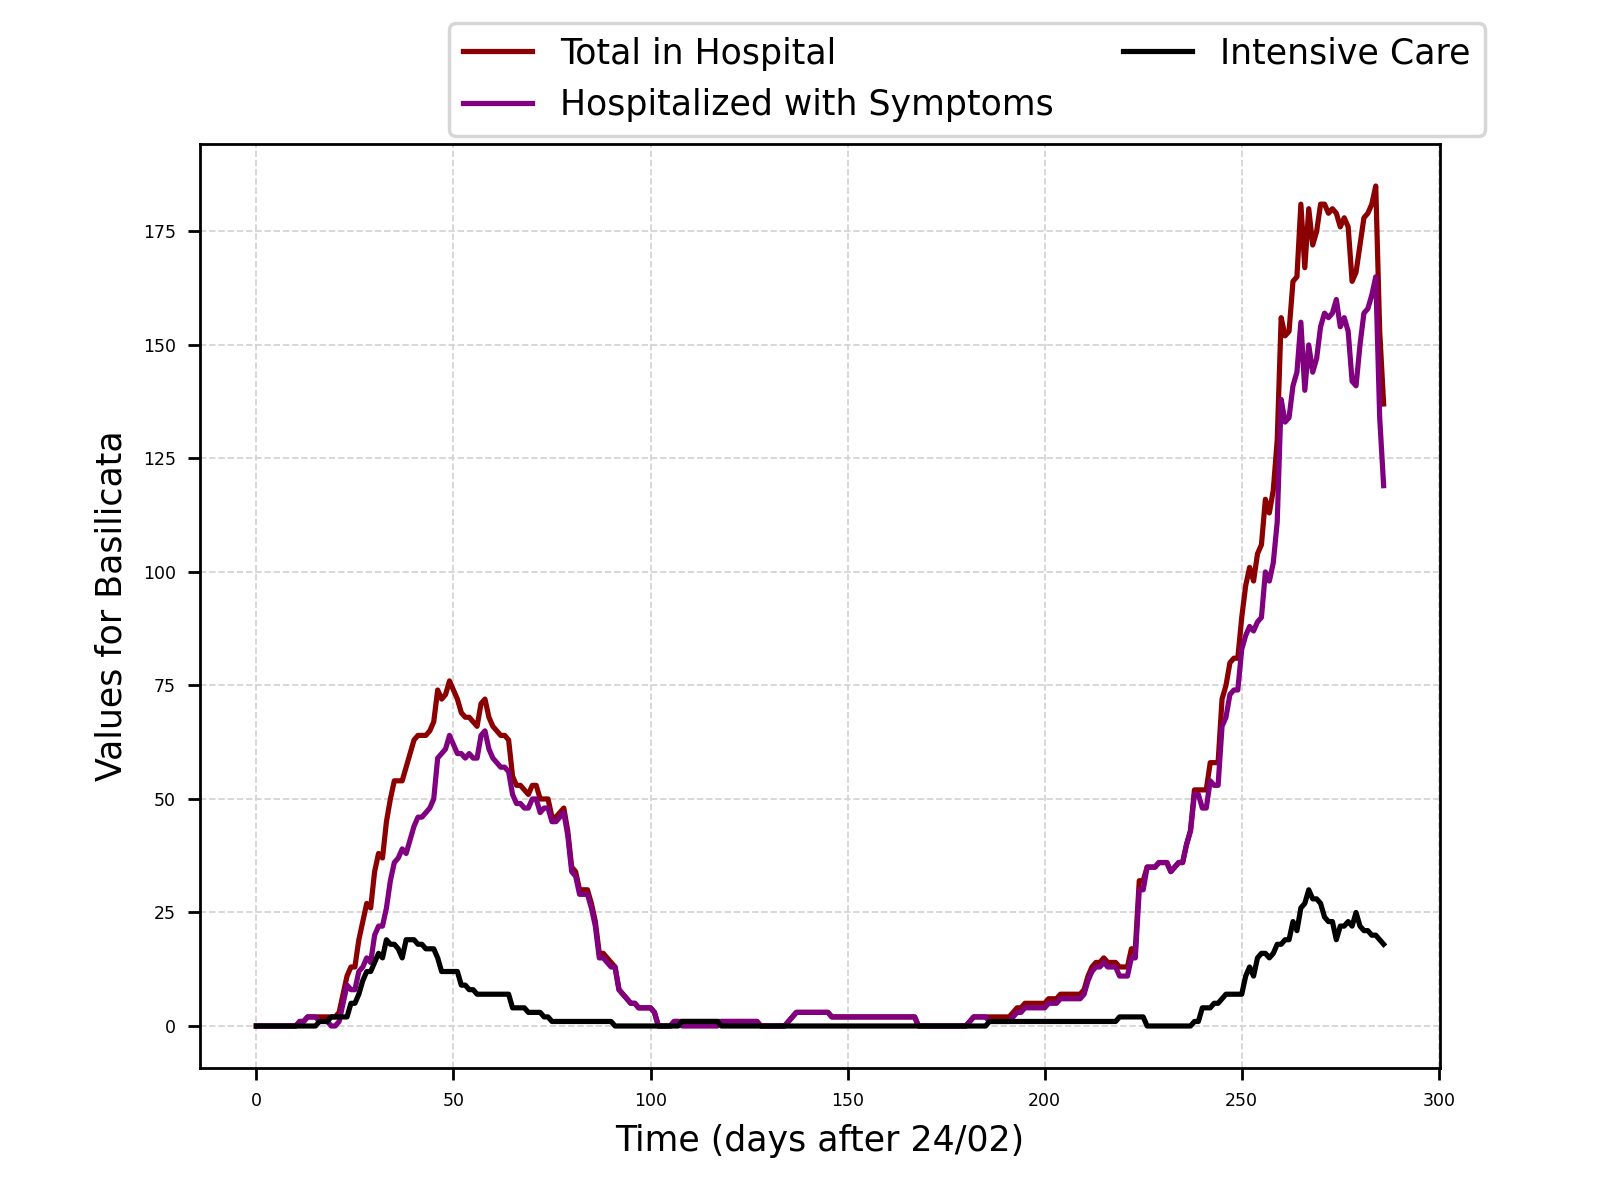 Total in Hospital
Hospitalized with Symptoms
Intensive Care
Values for Basilicata
175
150
125
100
75
50
25
0
0 50 100 150 200 250 300
Time (days after 24/02)